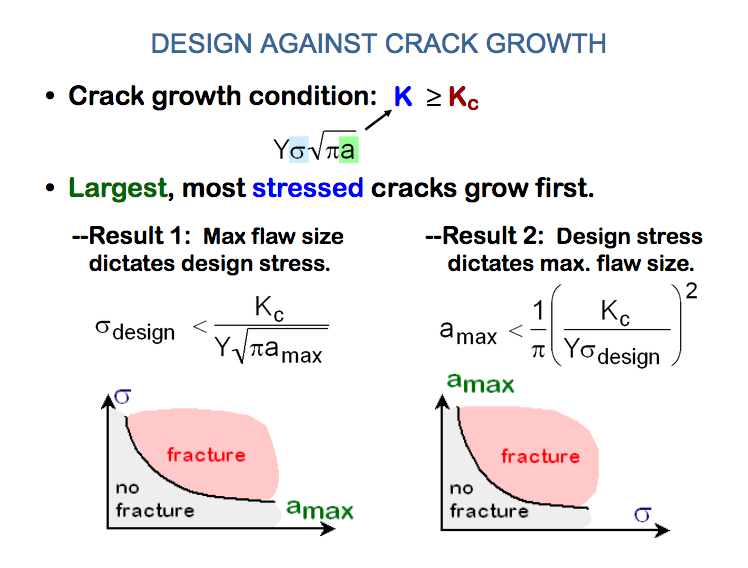 DESIGN AGAINST CRACK GROWTH
• Crack growth condition: K ≥ Kc
Yσ√πa
• Largest, most stressed cracks grow first.
--Result 1: Max flaw size
dictates design stress.
σdesign < Kc / Y√πamax
--Result 2: Design stress
dictates max. flaw size.
amax < 1/π (Kc / Yσdesign)2
σ
fracture
no
fracture
amax
amax
fracture
no
fracture
σ